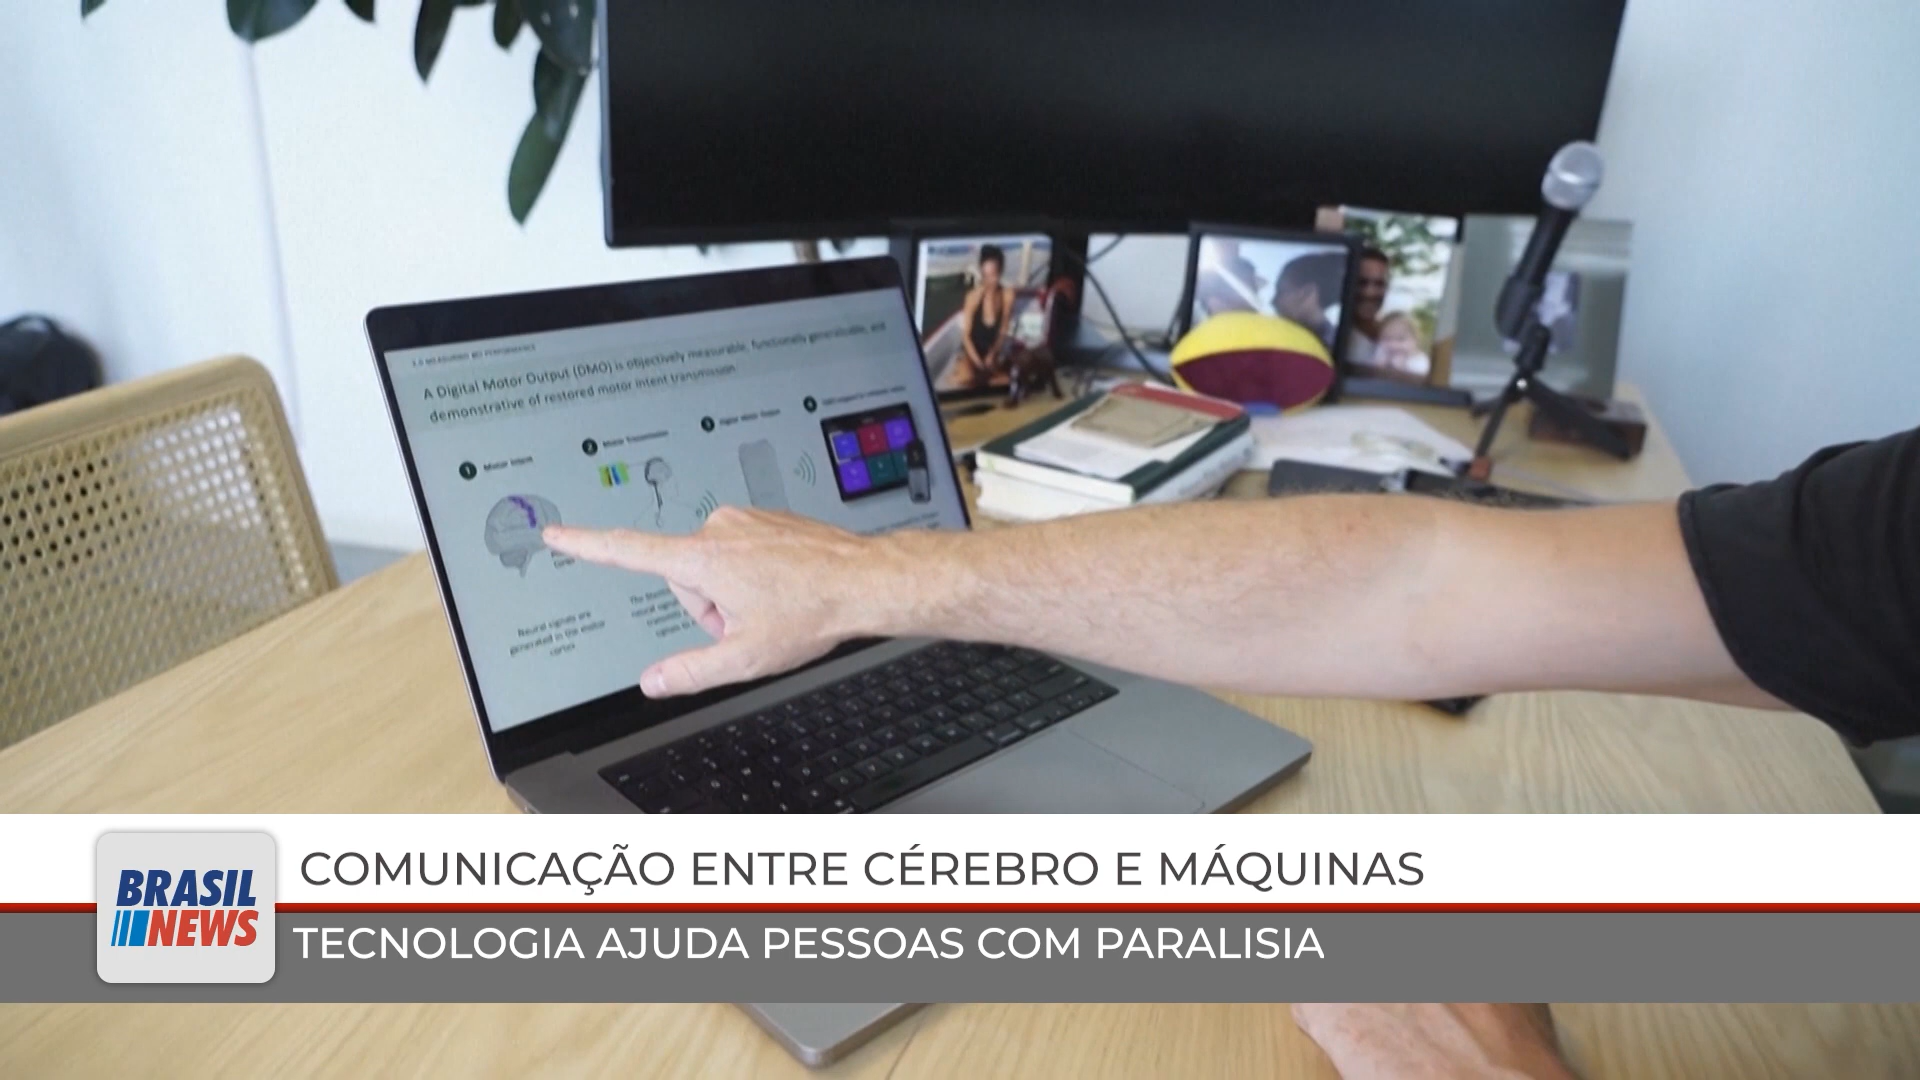 A Digital Motor Output (DMO) is objectively measurable, functionally generalizable, and
demonstrative of restored motor intent transmission
1 Motor Intent
2 Motor Transmission
3 Digital Motor Output
4
Neural signals are
generated in the motor
cortex
COMUNICAÇÃO ENTRE CÉREBRO E MÁQUINAS
BRASIL
NEWS
TECNOLOGIA AJUDA PESSOAS COM PARALISIA